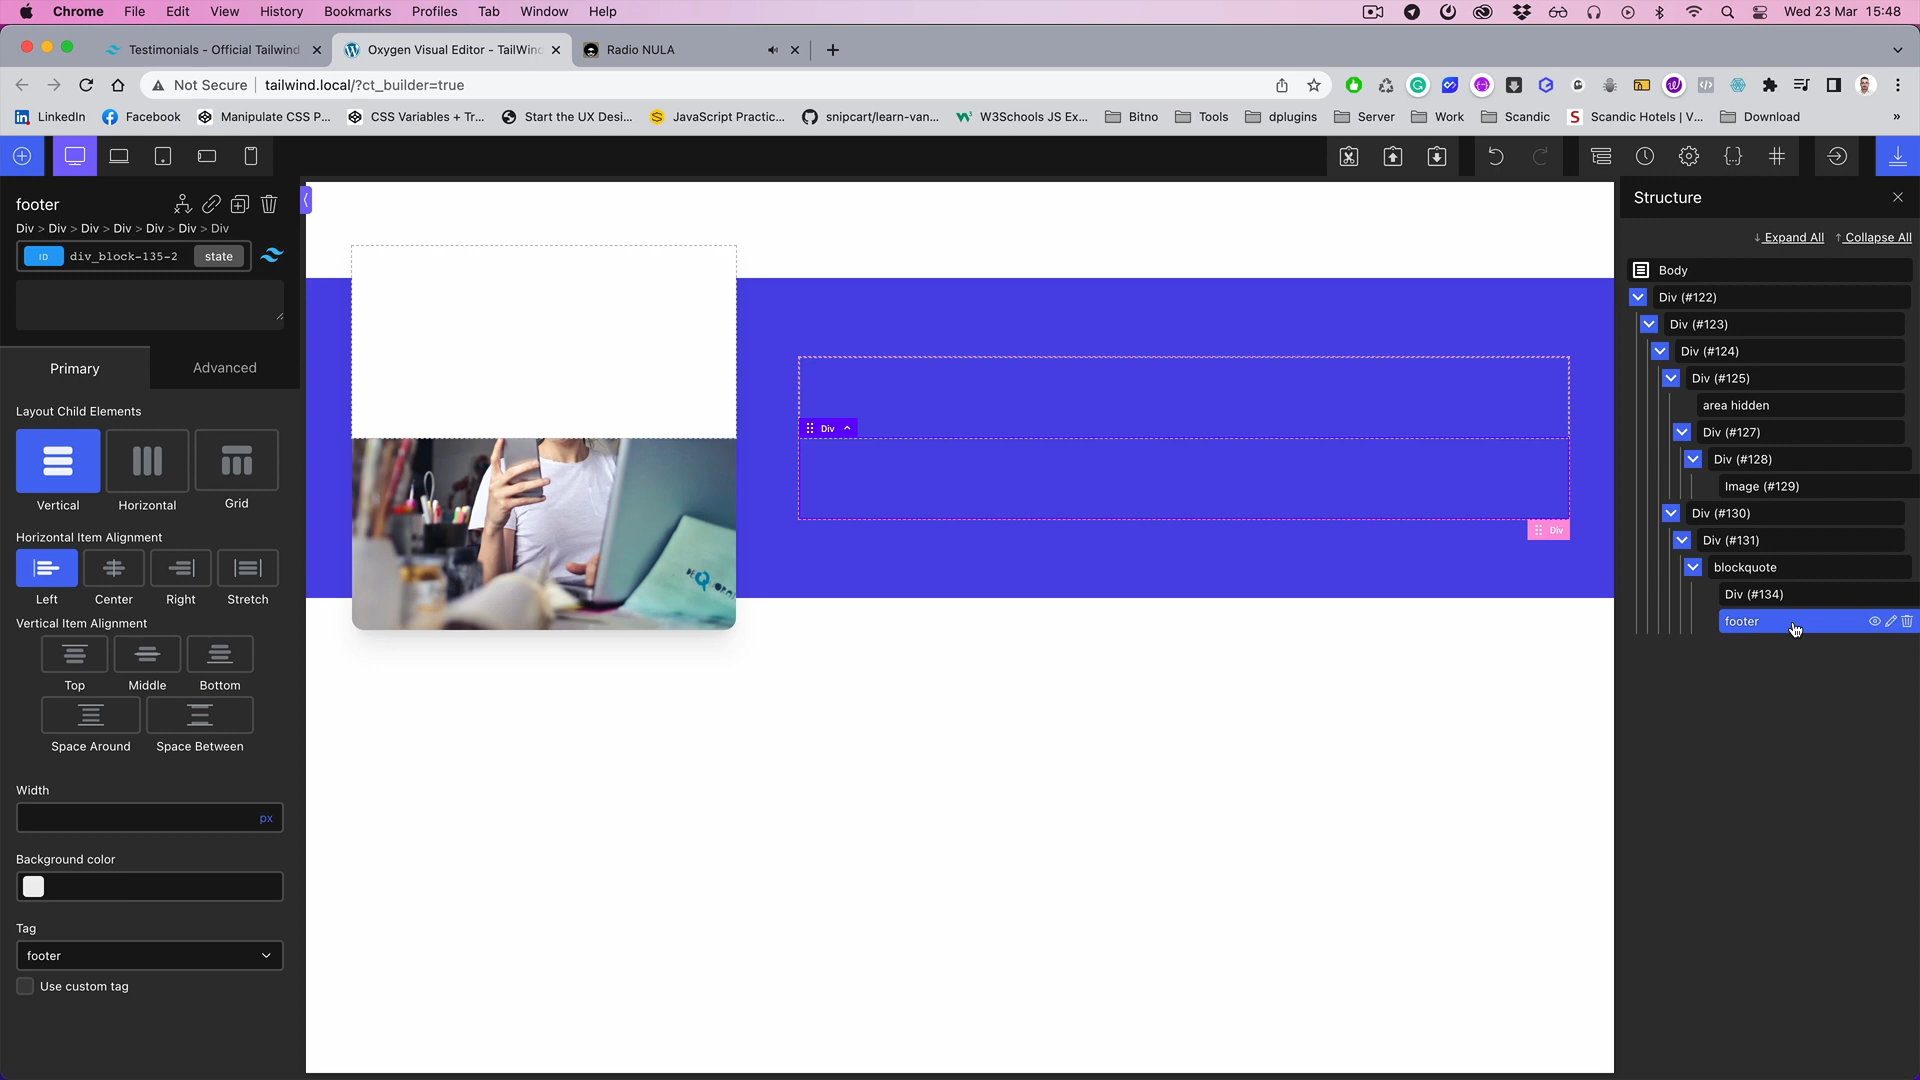 Chrome File Edit View History Bookmarks Profiles Tab Window Help Wed 23 Mar 15:48
Testimonials - Official Tailwind
Oxygen Visual Editor - TailWind
Radio NULA
Not Secure tailwind.local/?ct_builder=true
LinkedIn Facebook Manipulate CSS P... CSS Variables + Tr... Start the UX Desi... JavaScript Practic... snipcart/learn-van... W3Schools JS Ex... Bitno Tools dplugins Server Work Scandic Scandic Hotels | V... Download »
footer
Div > Div > Div > Div > Div > Div > Div
ID div_block-135-2 state
Primary Advanced
Layout Child Elements
Vertical Horizontal Grid
Horizontal Item Alignment
Left Center Right Stretch
Vertical Item Alignment
Top Middle Bottom
Space Around Space Between
Width
px
Background color
Tag
footer
Use custom tag
Div
Div
Structure
↓ Expand All ↑ Collapse All
Body
Div (#122)
Div (#123)
Div (#124)
Div (#125)
area hidden
Div (#127)
Div (#128)
Image (#129)
Div (#130)
Div (#131)
blockquote
Div (#134)
footer